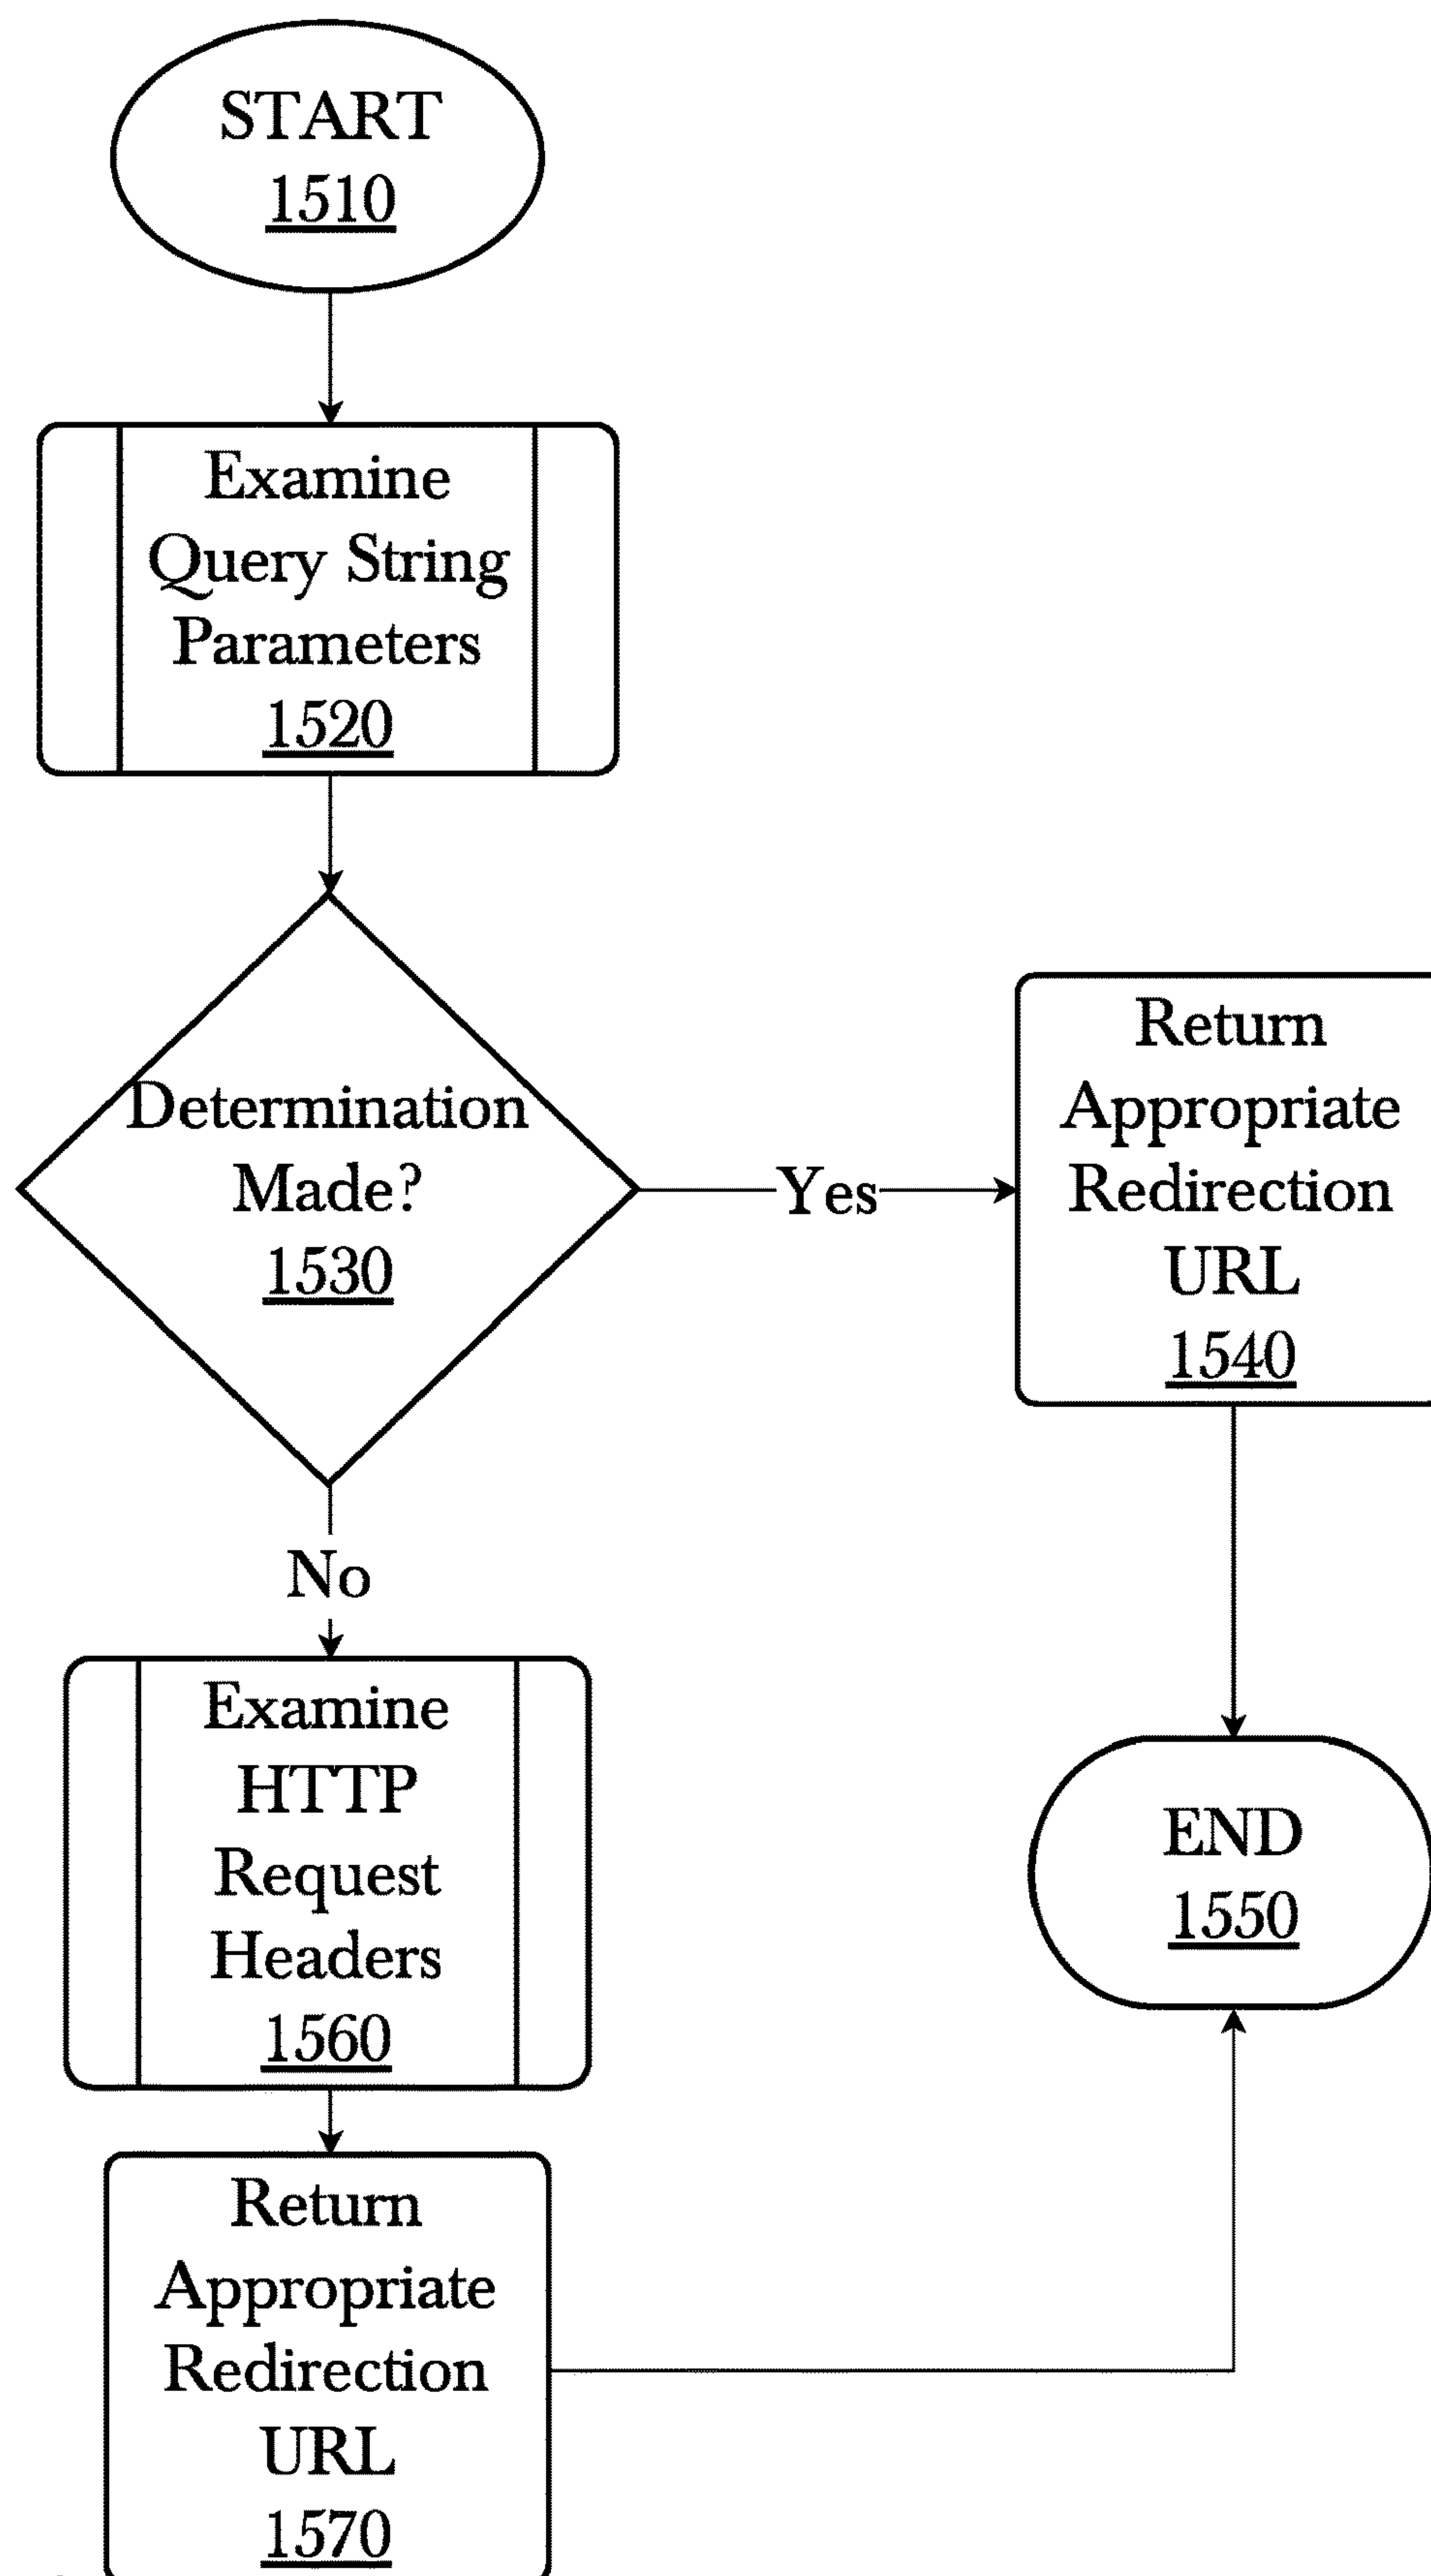 START
1510
Examine
Query String
Parameters
1520
Determination
Made?
1530
Yes
Return
Appropriate
Redirection
URL
1540
No
Examine
HTTP
Request
Headers
1560
END
1550
Return
Appropriate
Redirection
URL
1570